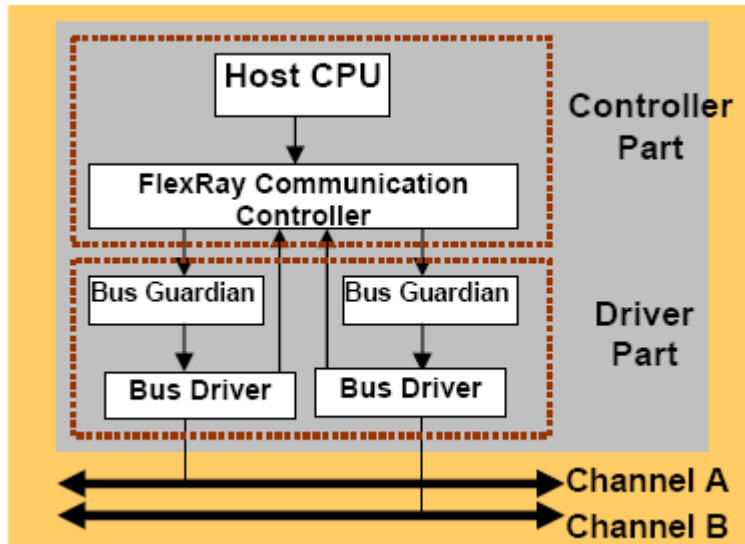 Host CPU
Controller
Part
FlexRay Communication
Controller
Bus Guardian
Bus Guardian
Driver
Part
Bus Driver
Bus Driver
Channel A
Channel B